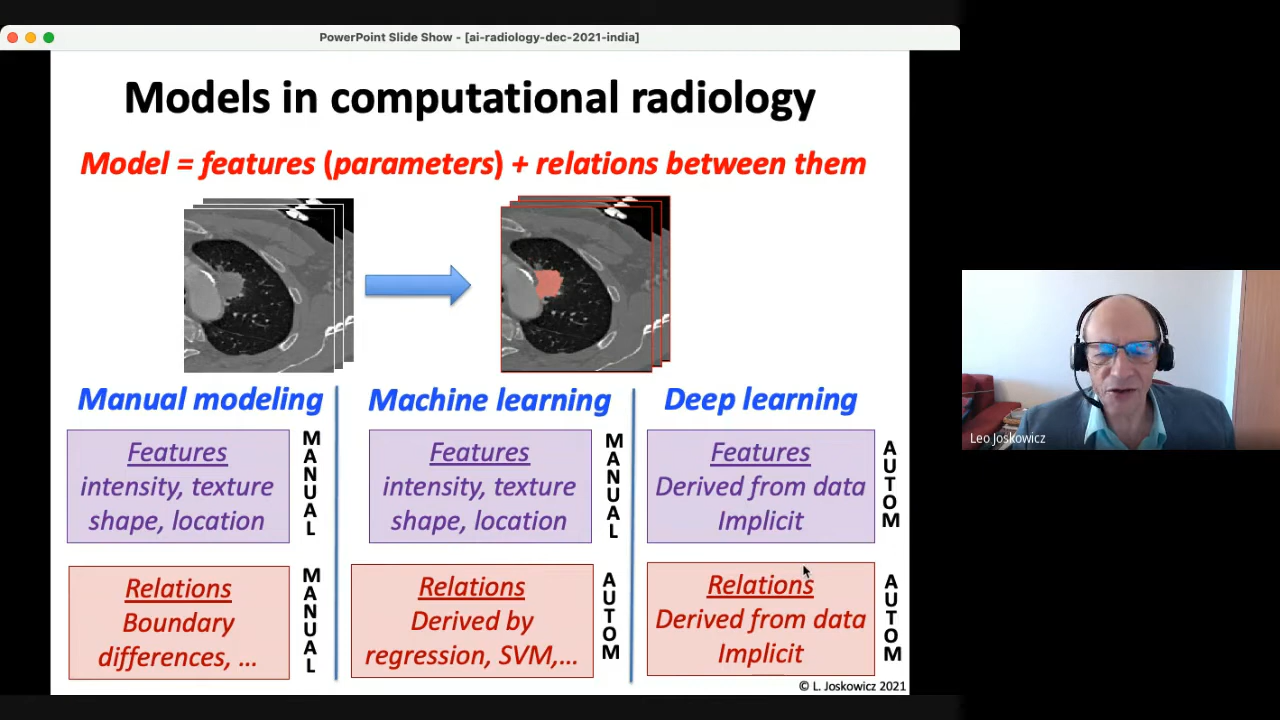 PowerPoint Slide Show - [ai-radiology-dec-2021-india]
Models in computational radiology
Model = features (parameters) + relations between them
Manual modeling
Features
intensity, texture
shape, location
MANUAL
Relations
Boundary
differences, ...
MANUAL
Machine learning
Features
intensity, texture
shape, location
MANUAL
Relations
Derived by
regression, SVM,...
AUTOM
Deep learning
Features
Derived from data
Implicit
AUTOM
Relations
Derived from data
Implicit
AUTOM
© L. Joskowicz 2021
Leo Joskowicz